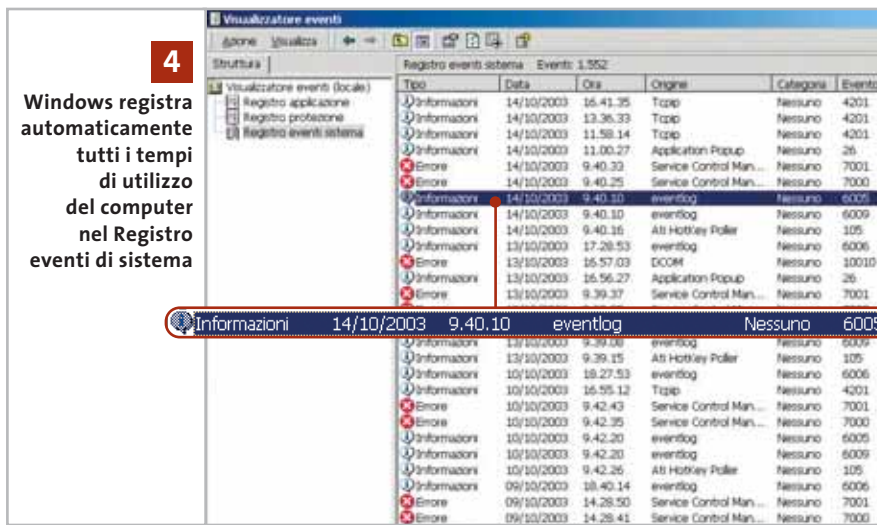 4
Windows registra
automaticamente
tutti i tempi
di utilizzo
del computer
nel Registro
eventi di sistema
Visualizzatore eventi
Azione Visualizza
Struttura
Visualizzatore eventi (locale)
Registro applicazione
Registro protezione
Registro eventi sistema
Registro eventi sistema Eventi: 1.552
Tipo Data Ora Origine Categoria Evento
Informazioni 14/10/2003 16.41.35 Tcpip Nessuno 4201
Informazioni 14/10/2003 13.36.33 Tcpip Nessuno 4201
Informazioni 14/10/2003 11.58.14 Tcpip Nessuno 4201
Informazioni 14/10/2003 11.00.27 Application Popup Nessuno 26
Errore 14/10/2003 9.40.33 Service Control Man... Nessuno 7001
Errore 14/10/2003 9.40.25 Service Control Man... Nessuno 7000
Informazioni 14/10/2003 9.40.10 eventlog Nessuno 6005
Informazioni 14/10/2003 9.40.10 eventlog Nessuno 6009
Informazioni 14/10/2003 9.40.16 Ati HotKey Poller Nessuno 105
Informazioni 13/10/2003 17.28.53 eventlog Nessuno 6006
Errore 13/10/2003 16.57.03 DCOM Nessuno 10010
Informazioni 13/10/2003 16.56.27 Application Popup Nessuno 26
Errore 13/10/2003 9.39.37 Service Control Man... Nessuno 7001
Informazioni 14/10/2003 9.40.10 eventlog Nessuno 6005
Informazioni 13/10/2003 9.39.08 eventlog Nessuno 6009
Informazioni 13/10/2003 9.39.15 Ati HotKey Poller Nessuno 105
Informazioni 10/10/2003 18.27.53 eventlog Nessuno 6006
Informazioni 10/10/2003 16.55.12 Tcpip Nessuno 4201
Errore 10/10/2003 9.42.43 Service Control Man... Nessuno 7001
Errore 10/10/2003 9.42.35 Service Control Man... Nessuno 7000
Informazioni 10/10/2003 9.42.20 eventlog Nessuno 6005
Informazioni 10/10/2003 9.42.20 eventlog Nessuno 6009
Informazioni 10/10/2003 9.42.26 Ati HotKey Poller Nessuno 105
Informazioni 09/10/2003 18.40.14 eventlog Nessuno 6006
Errore 09/10/2003 14.28.50 Service Control Man... Nessuno 7001
Errore 09/10/2003 14.28.41 Service Control Man... Nessuno 7000